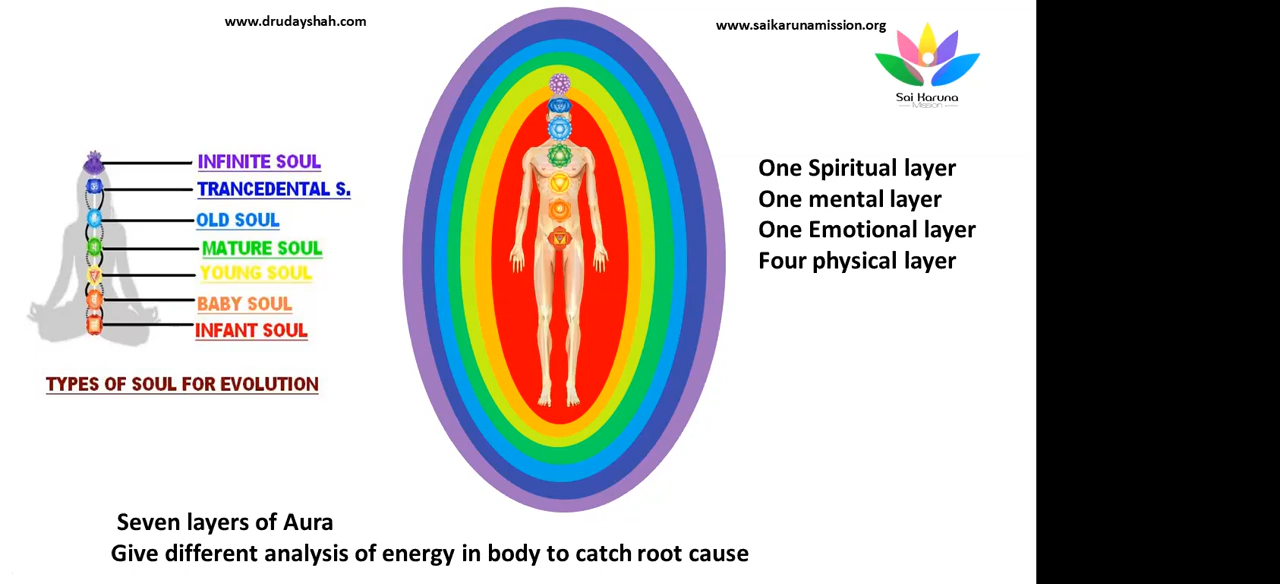 www.drudayshah.com
www.saikarunamission.org
Sai Karuna
Mission
INFINITE SOUL
TRANCEDENTAL S.
OLD SOUL
MATURE SOUL
YOUNG SOUL
BABY SOUL
INFANT SOUL
TYPES OF SOUL FOR EVOLUTION
One Spiritual layer
One mental layer
One Emotional layer
Four physical layer
Seven layers of Aura
Give different analysis of energy in body to catch root cause